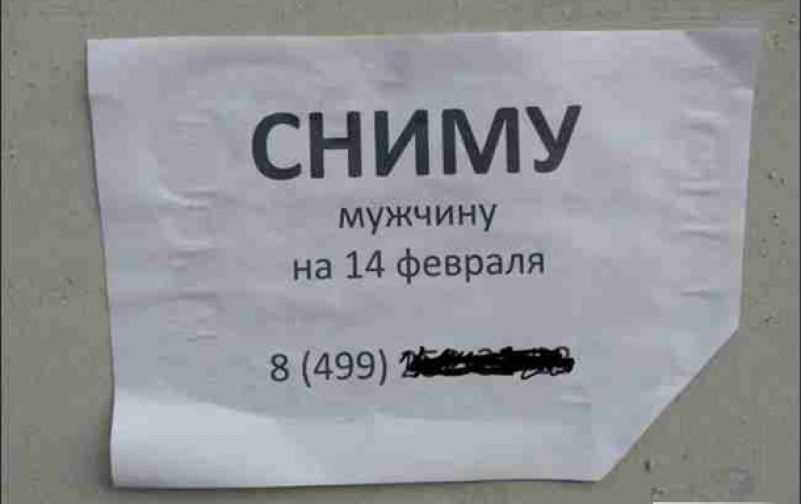 СНИМУ
мужчину
на 14 февраля
8 (499)